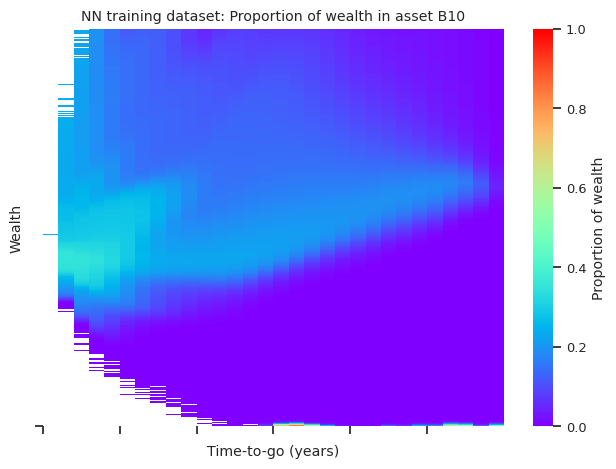 NN training dataset: Proportion of wealth in asset B10
Wealth
Time-to-go (years)
1.0
0.8
0.6
0.4
0.2
0.0
Proportion of wealth